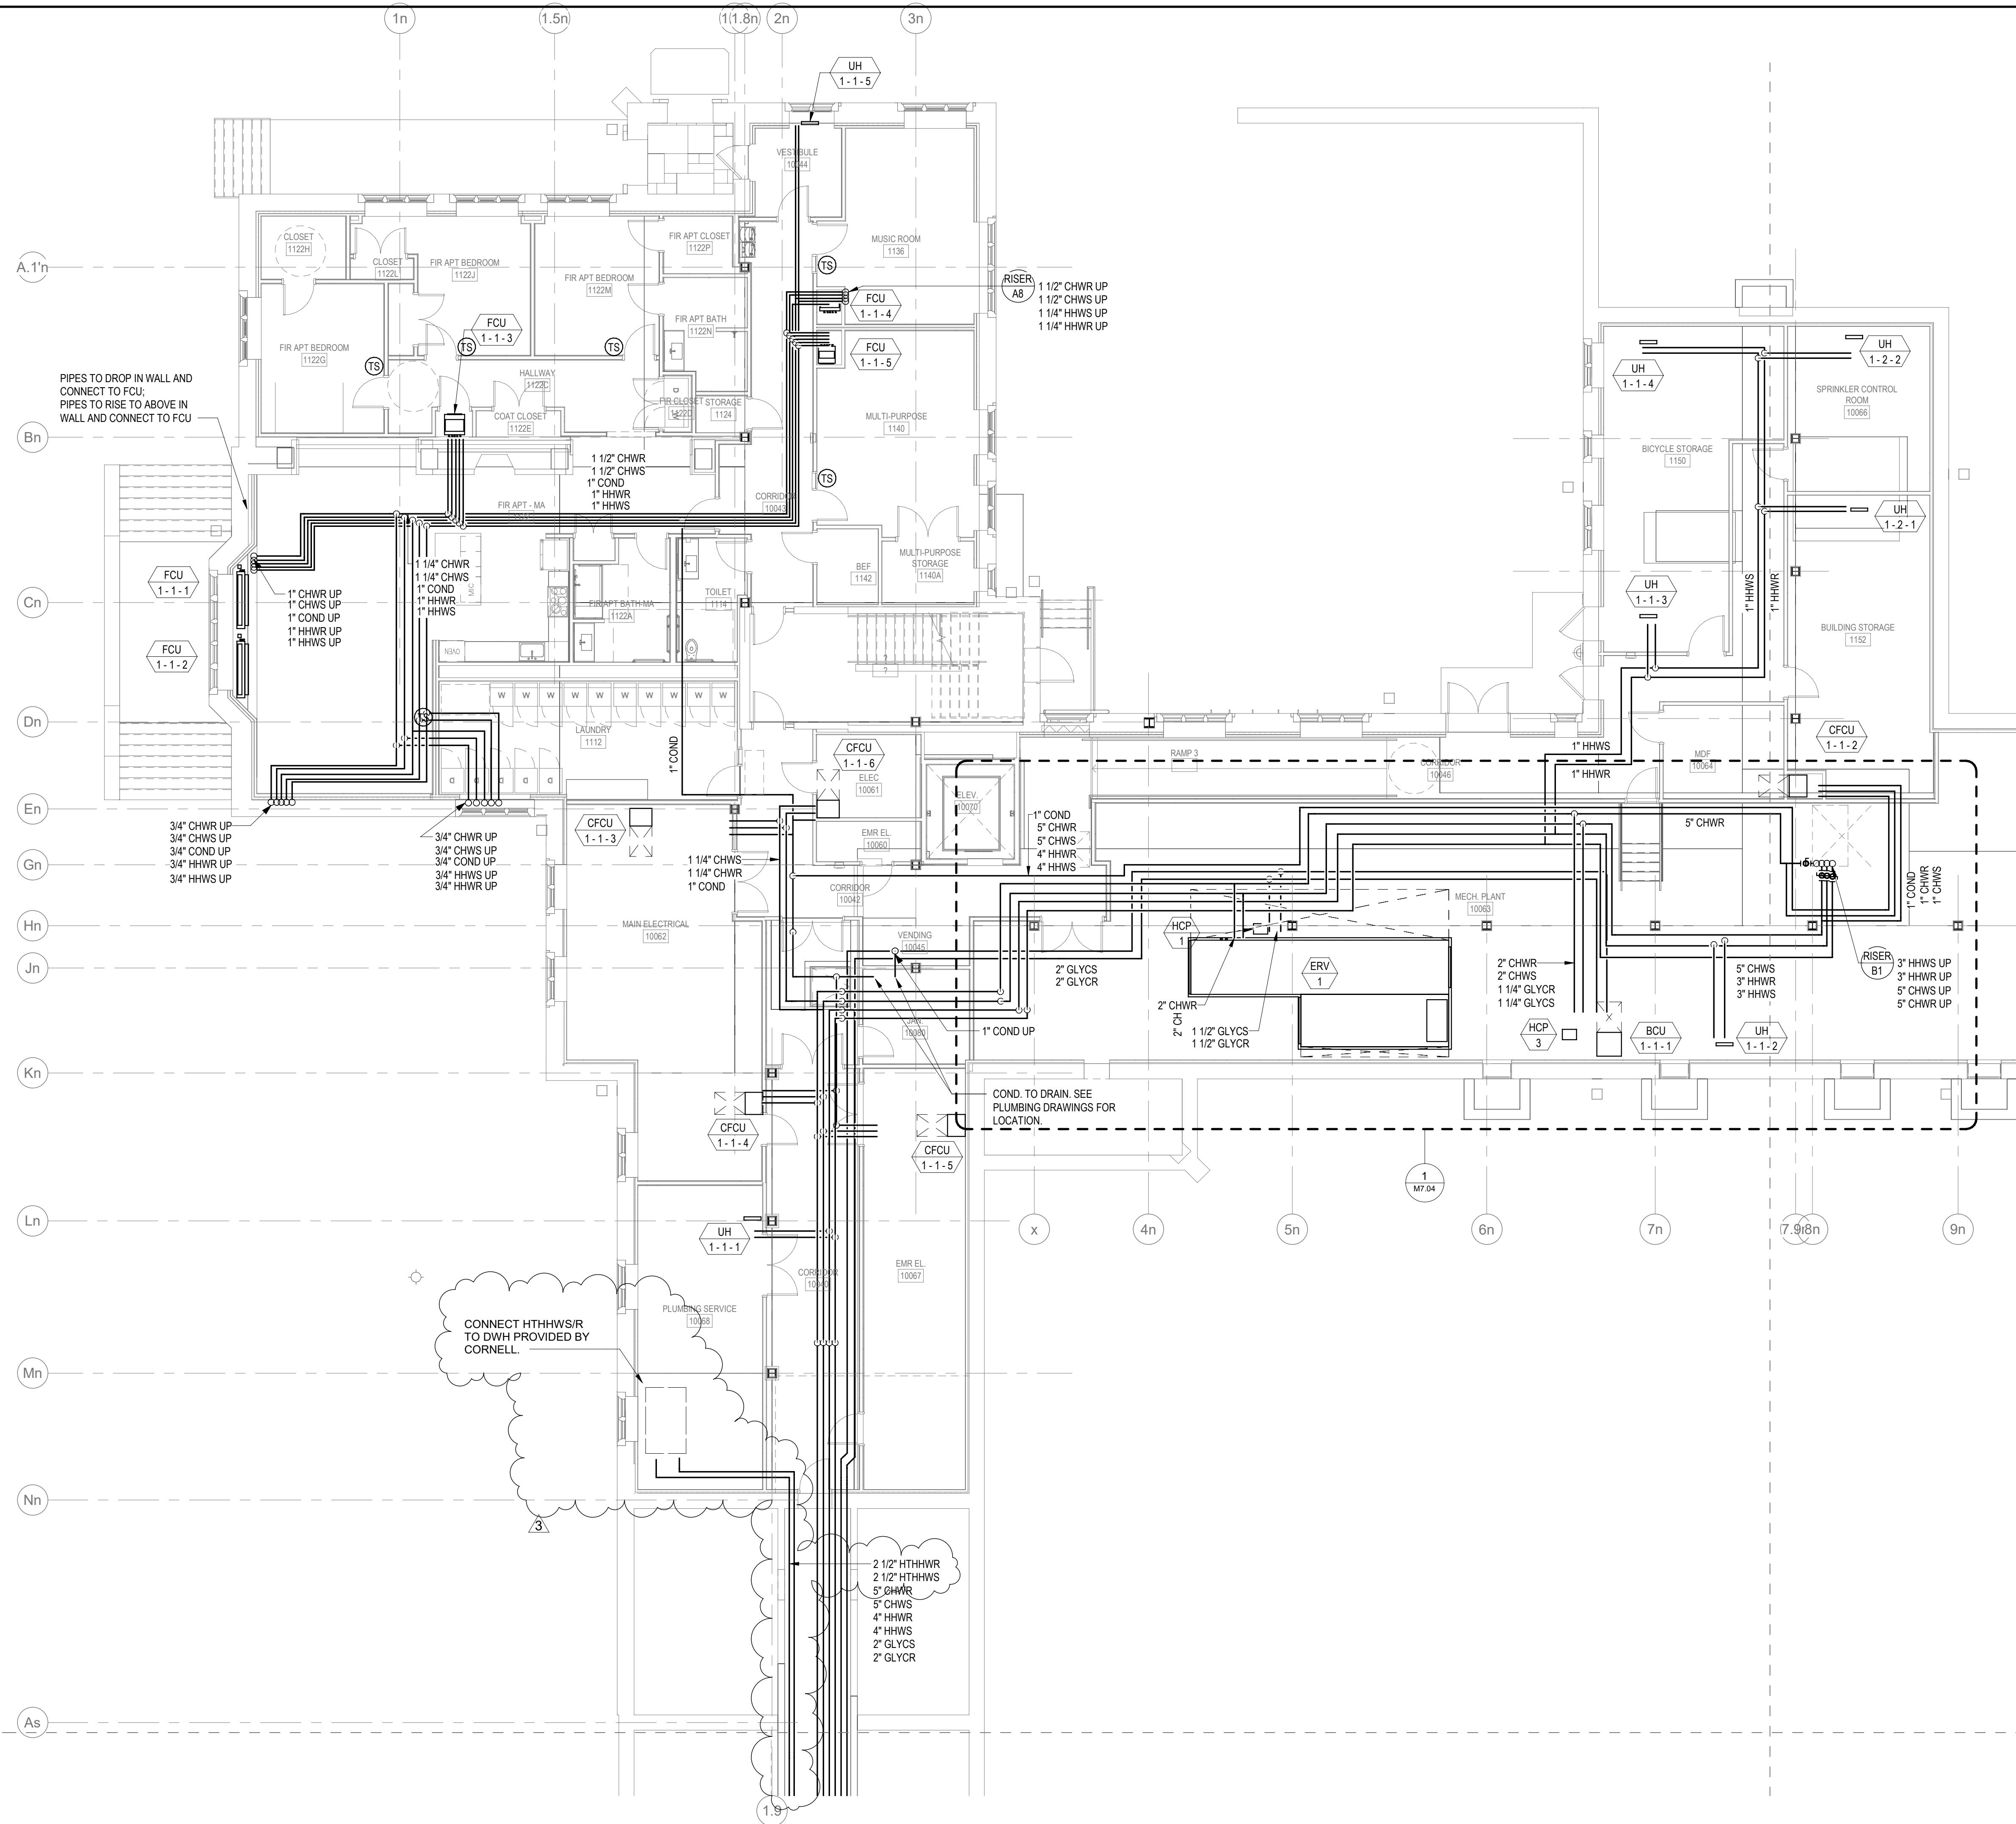 1n
1.5n
1.8n
2n
3n
UH
1 - 1 - 5
VESTIBULE
10044
CLOSET
1122H
CLOSET
1122L
FIR APT BEDROOM
1122J
FIR APT BEDROOM
1122M
FIR APT CLOSET
1122P
MUSIC ROOM
1136
A.1'n
TS
RISER
A8
1 1/2" CHWR UP
1 1/2" CHWS UP
1 1/4" HHWS UP
1 1/4" HHWR UP
FCU
1 - 1 - 4
FCU
1 - 1 - 3
FIR APT BATH
1122N
FIR APT BEDROOM
1122G
TS
TS
TS
FCU
1 - 1 - 5
UH
1 - 1 - 4
UH
1 - 2 - 2
SPRINKLER CONTROL
ROOM
10066
PIPES TO DROP IN WALL AND
CONNECT TO FCU;
PIPES TO RISE TO ABOVE IN
WALL AND CONNECT TO FCU
HALLWAY
1122C
COAT CLOSET
1122E
FIR CLOSET
1122D
STORAGE
1124
MULTI-PURPOSE
1140
Bn
BICYCLE STORAGE
1150
1 1/2" CHWR
1 1/2" CHWS
1" COND
1" HHWR
1" HHWS
TS
FIR APT - MA
CORRIDOR
10043
UH
1 - 2 - 1
MULTI-PURPOSE
STORAGE
1140A
BEF
1142
FCU
1 - 1 - 1
1 1/4" CHWR
1 1/4" CHWS
1" COND
1" HHWR
1" HHWS
MIC
1" CHWR UP
1" CHWS UP
1" COND UP
1" HHWR UP
1" HHWS UP
TOILET
1114
FIR APT BATH-MA
1122A
UH
1 - 1 - 3
1" HHWS
1" HHWR
Cn
BUILDING STORAGE
1152
FCU
1 - 1 - 2
OVEN
?
?
W W W W W W W W W
Dn
TS
LAUNDRY
1112
D D D D D
1" COND
CFCU
1 - 1 - 6
ELEC
10061
RAMP 3
CORRIDOR
10046
1" HHWS
1" HHWR
MDF
10064
CFCU
1 - 1 - 2
En
ELEV.
10070
3/4" CHWR UP
3/4" CHWS UP
3/4" COND UP
3/4" HHWR UP
3/4" HHWS UP
3/4" CHWR UP
3/4" CHWS UP
3/4" COND UP
3/4" HHWS UP
3/4" HHWR UP
CFCU
1 - 1 - 3
EMR EL.
10060
1" COND
5" CHWR
5" CHWS
4" HHWR
4" HHWS
5" CHWR
Gn
1 1/4" CHWS
1 1/4" CHWR
1" COND
CORRIDOR
10042
MECH. PLANT
10063
1" COND
1" CHWR
1" CHWS
Hn
MAIN ELECTRICAL
10062
VENDING
10045
HCP
1
Jn
2" GLYCS
2" GLYCR
ERV
1
2" CHWR
2" CHWS
1 1/4" GLYCR
1 1/4" GLYCS
5" CHWS
3" HHWR
3" HHWS
RISER
B1
3" HHWS UP
3" HHWR UP
5" CHWS UP
5" CHWR UP
2" CHWR
2" CH
JAN.
10080
1" COND UP
1 1/2" GLYCS
1 1/2" GLYCR
HCP
3
BCU
1 - 1 - 1
UH
1 - 1 - 2
Kn
COND. TO DRAIN. SEE
PLUMBING DRAWINGS FOR
LOCATION.
CFCU
1 - 1 - 4
CFCU
1 - 1 - 5
1
M7.04
Ln
UH
1 - 1 - 1
x
4n
5n
6n
7n
8n
9n
CORRIDOR
EMR EL.
10067
PLUMBING SERVICE
10068
CONNECT HTHHWS/R
TO DWH PROVIDED BY
CORNELL.
Mn
Nn
3
2 1/2" HTHHWR
2 1/2" HTHHWS
5" CHWR
5" CHWS
4" HHWR
4" HHWS
2" GLYCS
2" GLYCR
As
1.9